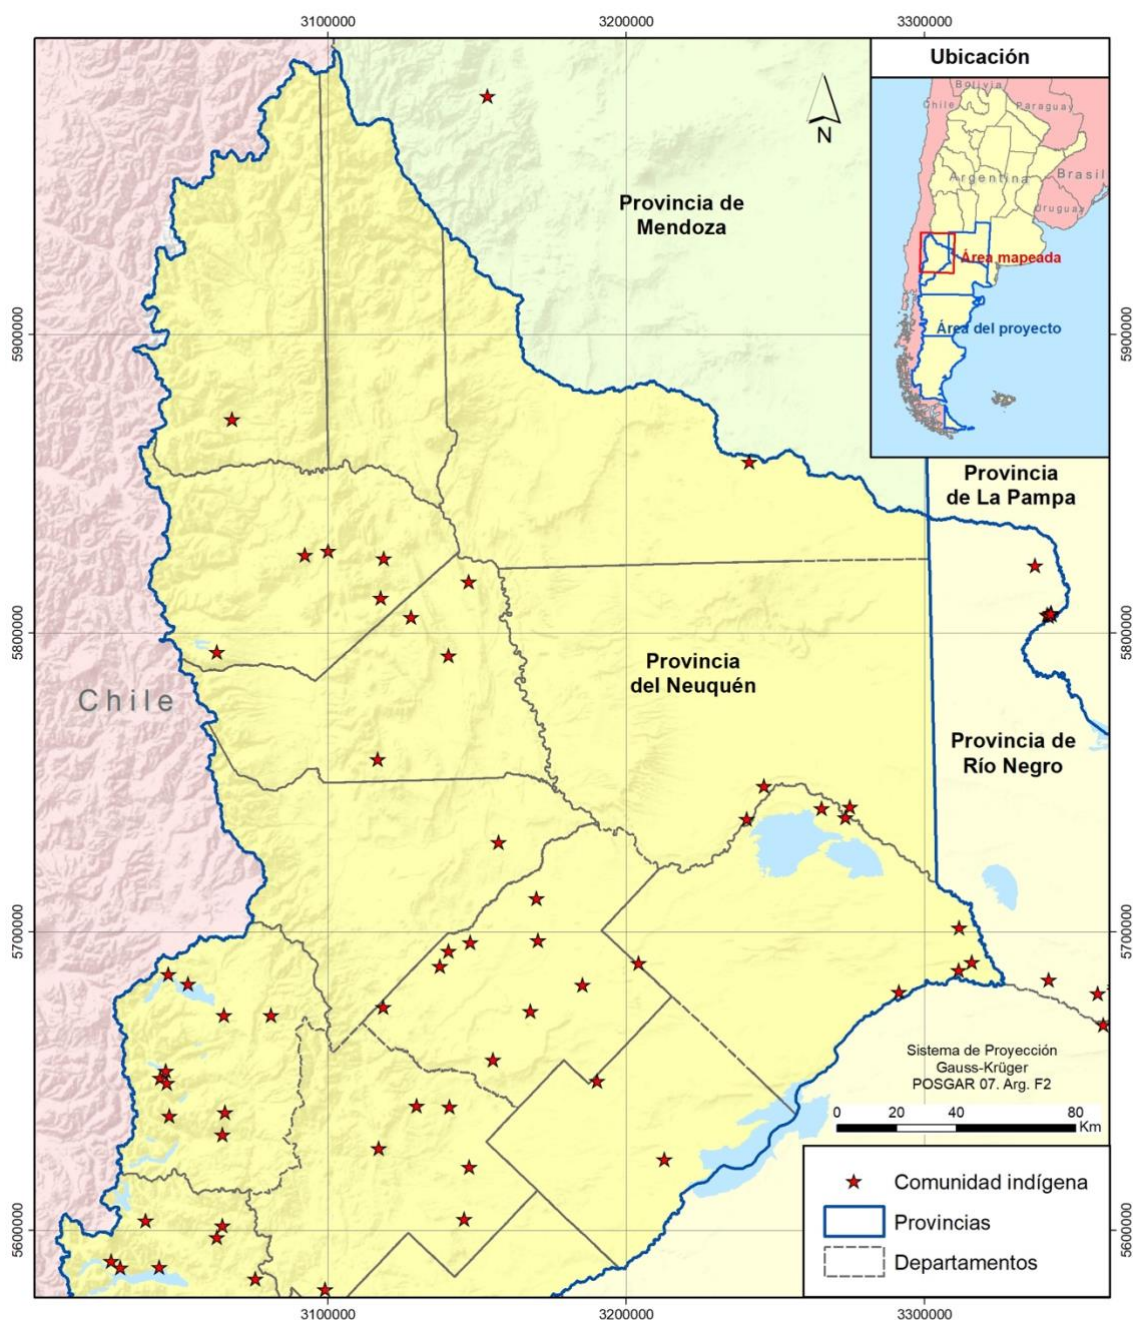 3100000
3200000
3300000
Ubicación
Bolivia
Chile
Paraguay
Argentina
Brasil
Uruguay
Área mapeada
Área del proyecto
N
Provincia de
Mendoza
5900000
5900000
Provincia
de La Pampa
5800000
5800000
Provincia
del Neuquén
Chile
Provincia de
Río Negro
5700000
5700000
Sistema de Proyección
Gauss-Krüger
POSGAR 07. Arg. F2
0 20 40 80
Km
Comunidad indígena
Provincias
Departamentos
5600000
5600000
3100000
3200000
3300000